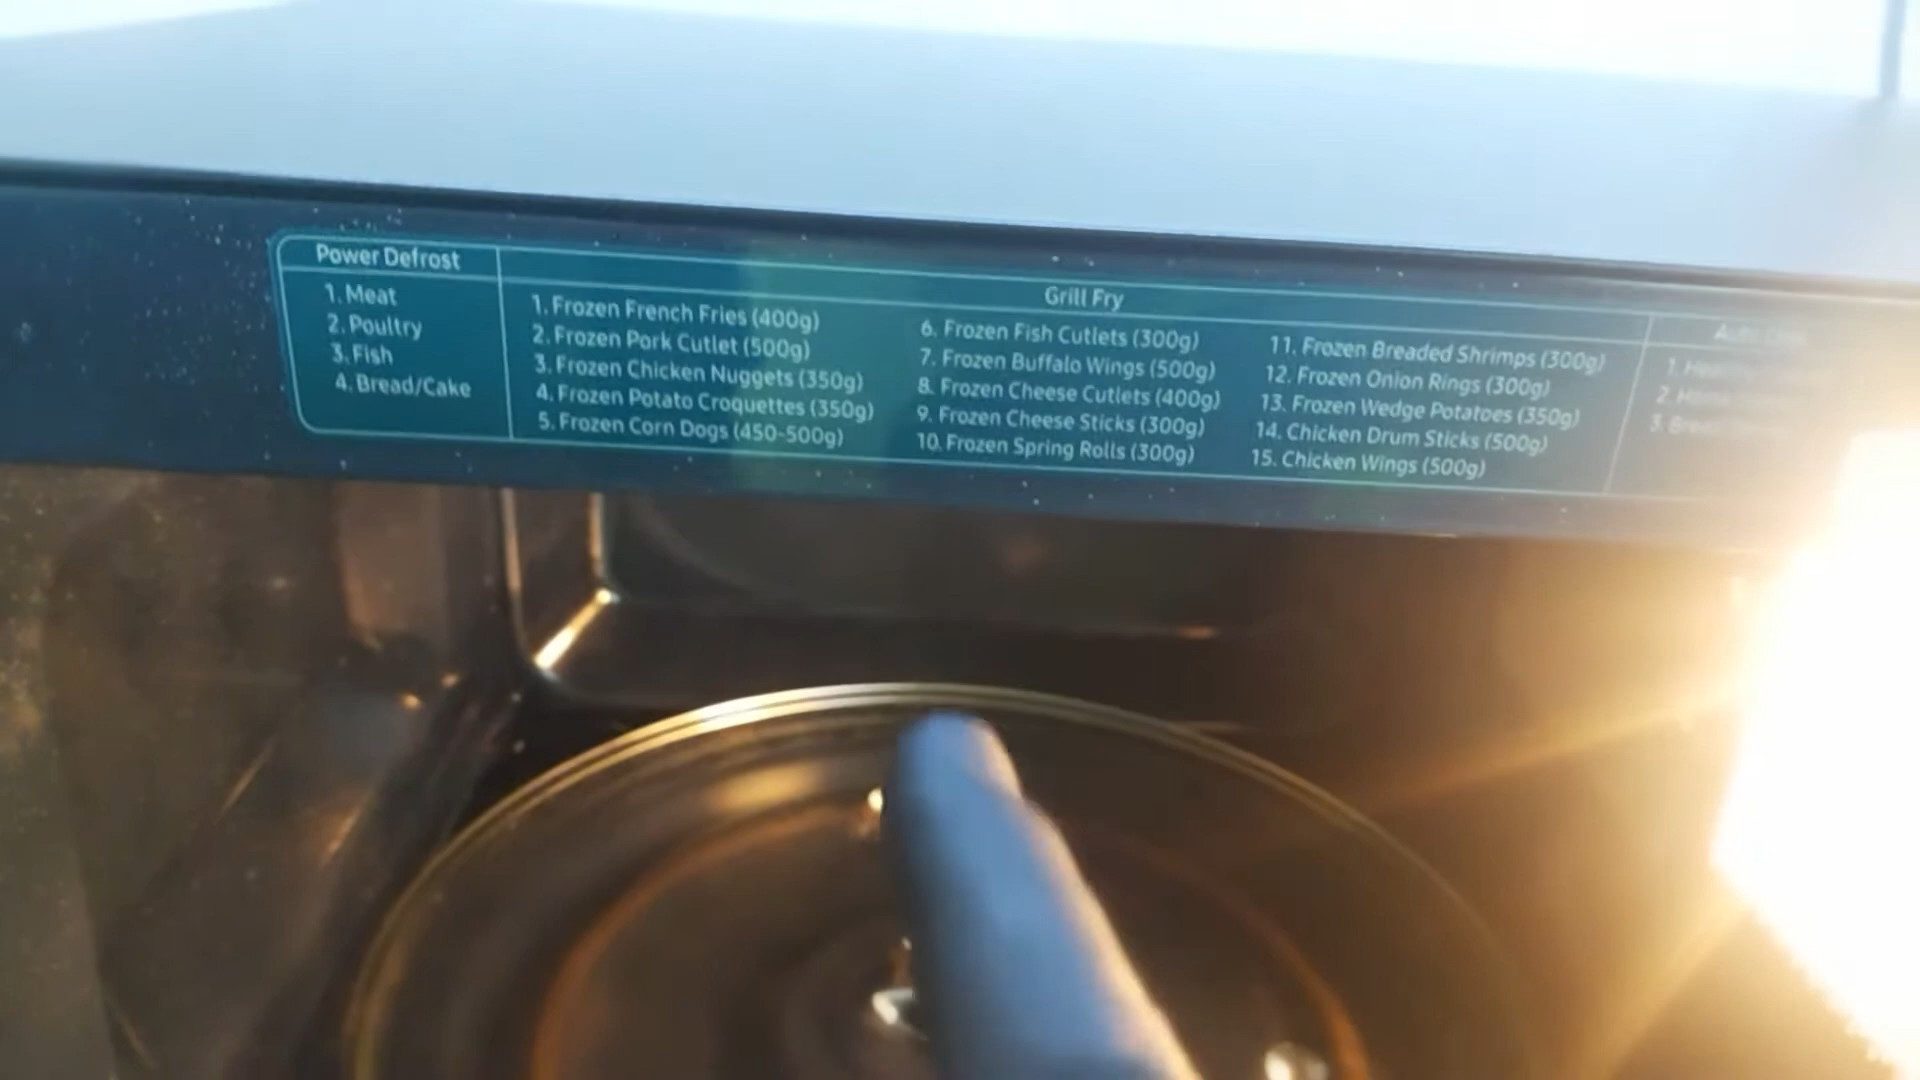 Power Defrost
1. Meat
2. Poultry
3. Fish
4. Bread/Cake
Grill Fry
1. Frozen French Fries (400g)
2. Frozen Pork Cutlet (500g)
3. Frozen Chicken Nuggets (350g)
4. Frozen Potato Croquettes (350g)
5. Frozen Corn Dogs (450-500g)
6. Frozen Fish Cutlets (300g)
7. Frozen Buffalo Wings (500g)
8. Frozen Cheese Cutlets (400g)
9. Frozen Cheese Sticks (300g)
10. Frozen Spring Rolls (300g)
11. Frozen Breaded Shrimps (300g)
12. Frozen Onion Rings (300g)
13. Frozen Wedge Potatoes (350g)
14. Chicken Drum Sticks (500g)
15. Chicken Wings (500g)
Auto
1.
2.
3.